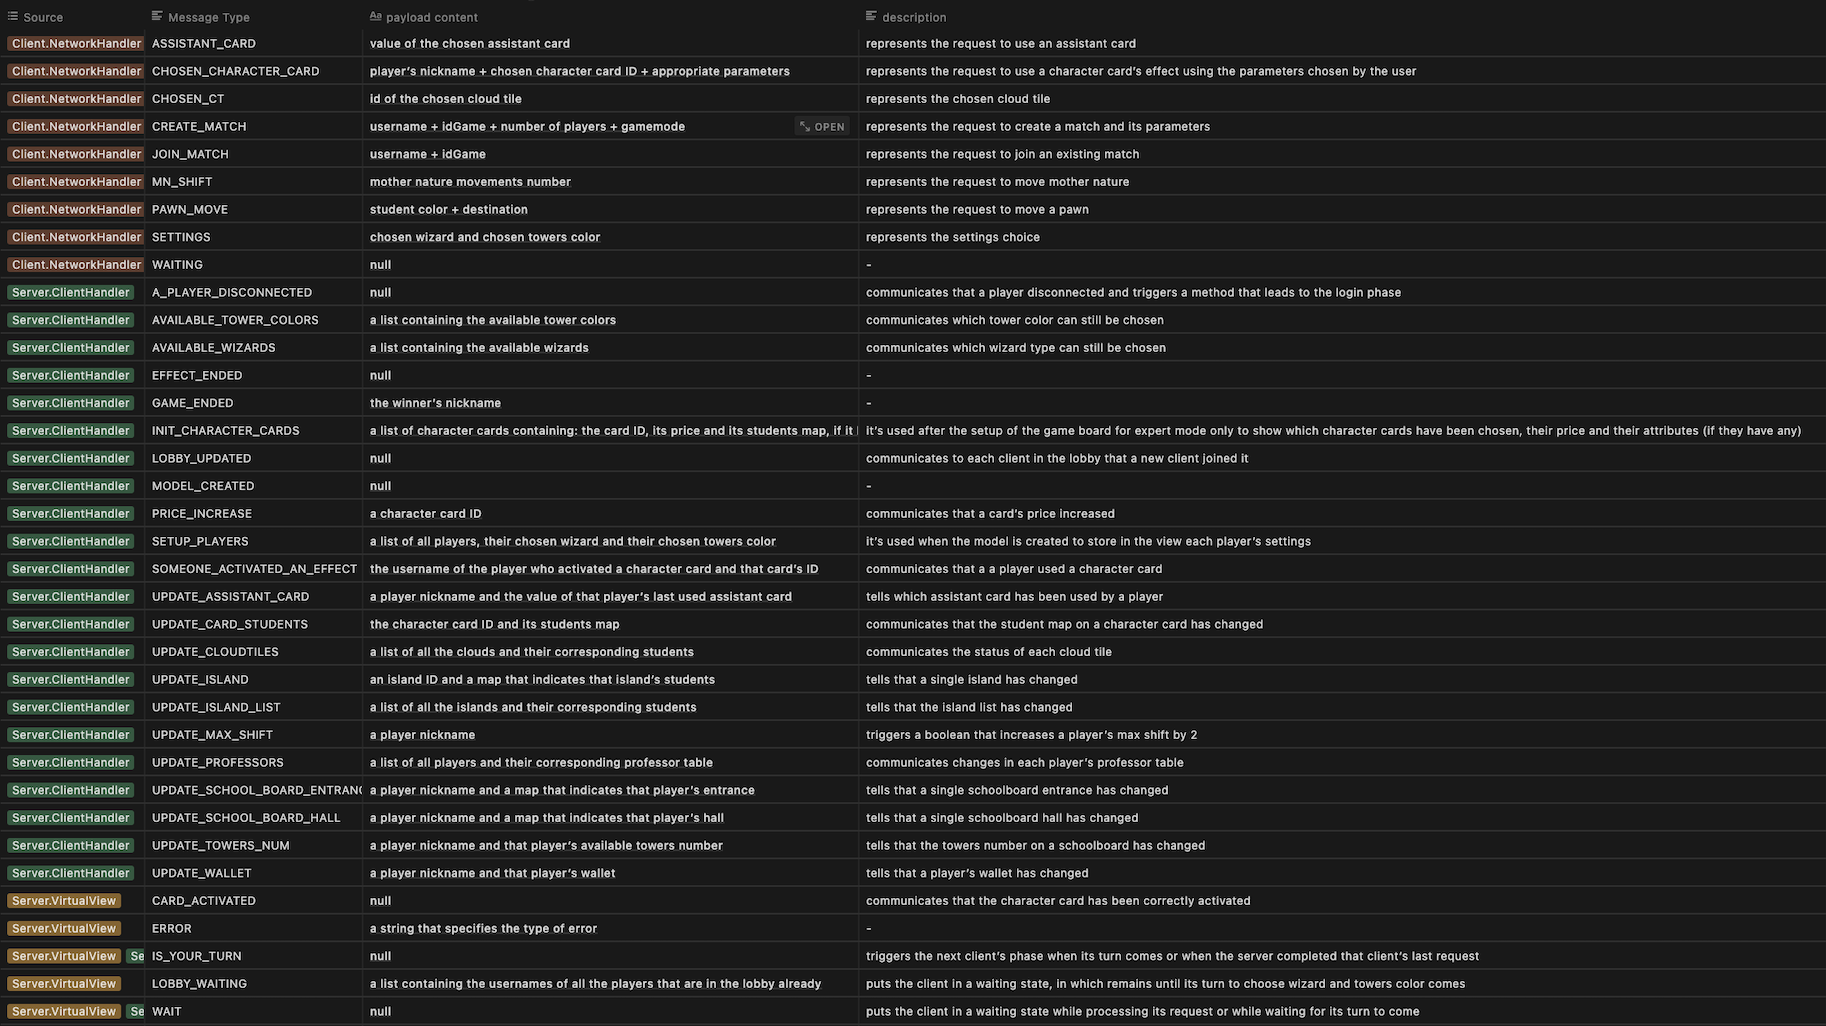 Source Message Type Aa payload content description
Client.NetworkHandler ASSISTANT_CARD value of the chosen assistant card represents the request to use an assistant card
Client.NetworkHandler CHOSEN_CHARACTER_CARD player’s nickname + chosen character card ID + appropriate parameters represents the request to use a character card’s effect using the parameters chosen by the user
Client.NetworkHandler CHOSEN_CT id of the chosen cloud tile represents the chosen cloud tile
Client.NetworkHandler CREATE_MATCH username + idGame + number of players + gamemode OPEN represents the request to create a match and its parameters
Client.NetworkHandler JOIN_MATCH username + idGame represents the request to join an existing match
Client.NetworkHandler MN_SHIFT mother nature movements number represents the request to move mother nature
Client.NetworkHandler PAWN_MOVE student color + destination represents the request to move a pawn
Client.NetworkHandler SETTINGS chosen wizard and chosen towers color represents the settings choice
Client.NetworkHandler WAITING null -
Server.ClientHandler A_PLAYER_DISCONNECTED null communicates that a player disconnected and triggers a method that leads to the login phase
Server.ClientHandler AVAILABLE_TOWER_COLORS a list containing the available tower colors communicates which tower color can still be chosen
Server.ClientHandler AVAILABLE_WIZARDS a list containing the available wizards communicates which wizard type can still be chosen
Server.ClientHandler EFFECT_ENDED null -
Server.ClientHandler GAME_ENDED the winner’s nickname -
Server.ClientHandler INIT_CHARACTER_CARDS a list of character cards containing: the card ID, its price and its students map, if it it’s used after the setup of the game board for expert mode only to show which character cards have been chosen, their price and their attributes (if they have any)
Server.ClientHandler LOBBY_UPDATED null communicates to each client in the lobby that a new client joined it
Server.ClientHandler MODEL_CREATED null -
Server.ClientHandler PRICE_INCREASE a character card ID communicates that a card’s price increased
Server.ClientHandler SETUP_PLAYERS a list of all players, their chosen wizard and their chosen towers color it’s used when the model is created to store in the view each player’s settings
Server.ClientHandler SOMEONE_ACTIVATED_AN_EFFECT the username of the player who activated a character card and that card’s ID communicates that a a player used a character card
Server.ClientHandler UPDATE_ASSISTANT_CARD a player nickname and the value of that player’s last used assistant card tells which assistant card has been used by a player
Server.ClientHandler UPDATE_CARD_STUDENTS the character card ID and its students map communicates that the student map on a character card has changed
Server.ClientHandler UPDATE_CLOUDTILES a list of all the clouds and their corresponding students communicates the status of each cloud tile
Server.ClientHandler UPDATE_ISLAND an island ID and a map that indicates that island’s students tells that a single island has changed
Server.ClientHandler UPDATE_ISLAND_LIST a list of all the islands and their corresponding students tells that the island list has changed
Server.ClientHandler UPDATE_MAX_SHIFT a player nickname triggers a boolean that increases a player’s max shift by 2
Server.ClientHandler UPDATE_PROFESSORS a list of all players and their corresponding professor table communicates changes in each player’s professor table
Server.ClientHandler UPDATE_SCHOOL_BOARD_ENTRANC a player nickname and a map that indicates that player’s entrance tells that a single schoolboard entrance has changed
Server.ClientHandler UPDATE_SCHOOL_BOARD_HALL a player nickname and a map that indicates that player’s hall tells that a single schoolboard hall has changed
Server.ClientHandler UPDATE_TOWERS_NUM a player nickname and that player’s available towers number tells that the towers number on a schoolboard has changed
Server.ClientHandler UPDATE_WALLET a player nickname and that player’s wallet tells that a player’s wallet has changed
Server.VirtualView CARD_ACTIVATED null communicates that the character card has been correctly activated
Server.VirtualView ERROR a string that specifies the type of error -
Server.VirtualView Se IS_YOUR_TURN null triggers the next client’s phase when its turn comes or when the server completed that client’s last request
Server.VirtualView LOBBY_WAITING a list containing the usernames of all the players that are in the lobby already puts the client in a waiting state, in which remains until its turn to choose wizard and towers color comes
Server.VirtualView Se WAIT null puts the client in a waiting state while processing its request or while waiting for its turn to come